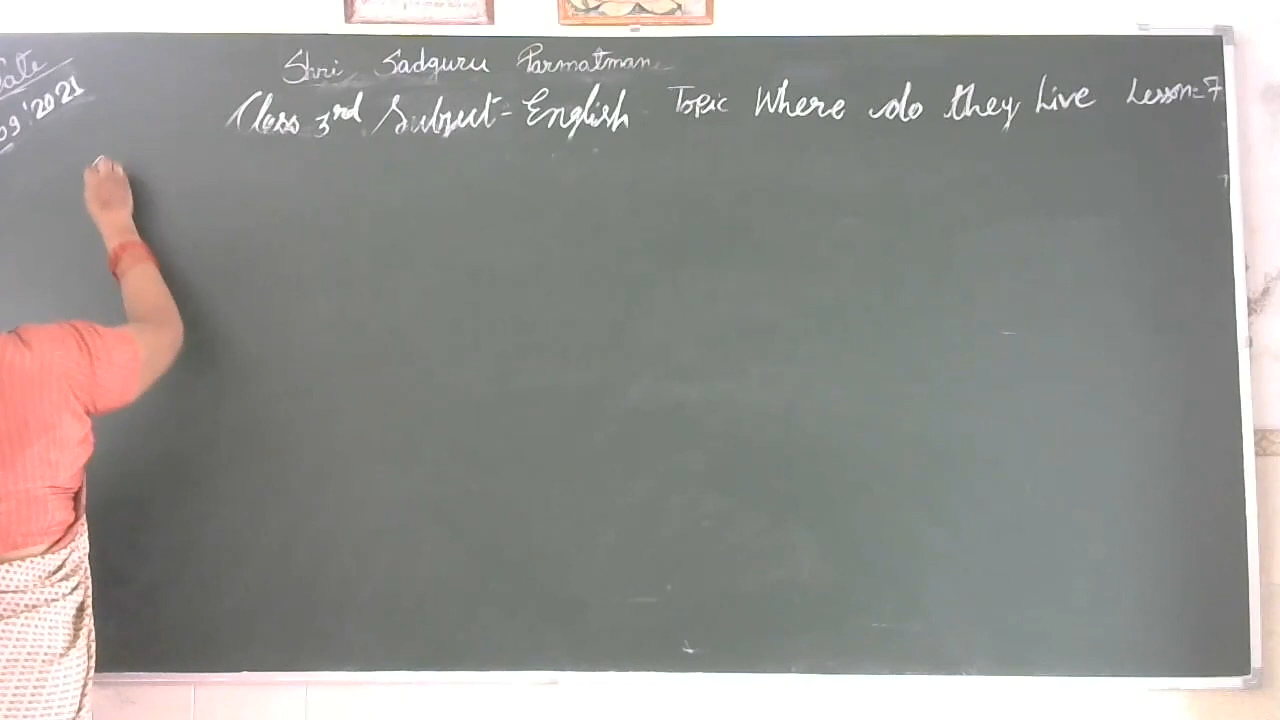 Date
09'2021
Shri Sadguru Parmatman
Class 3rd Subject - English Topic Where do they Live Lesson-7